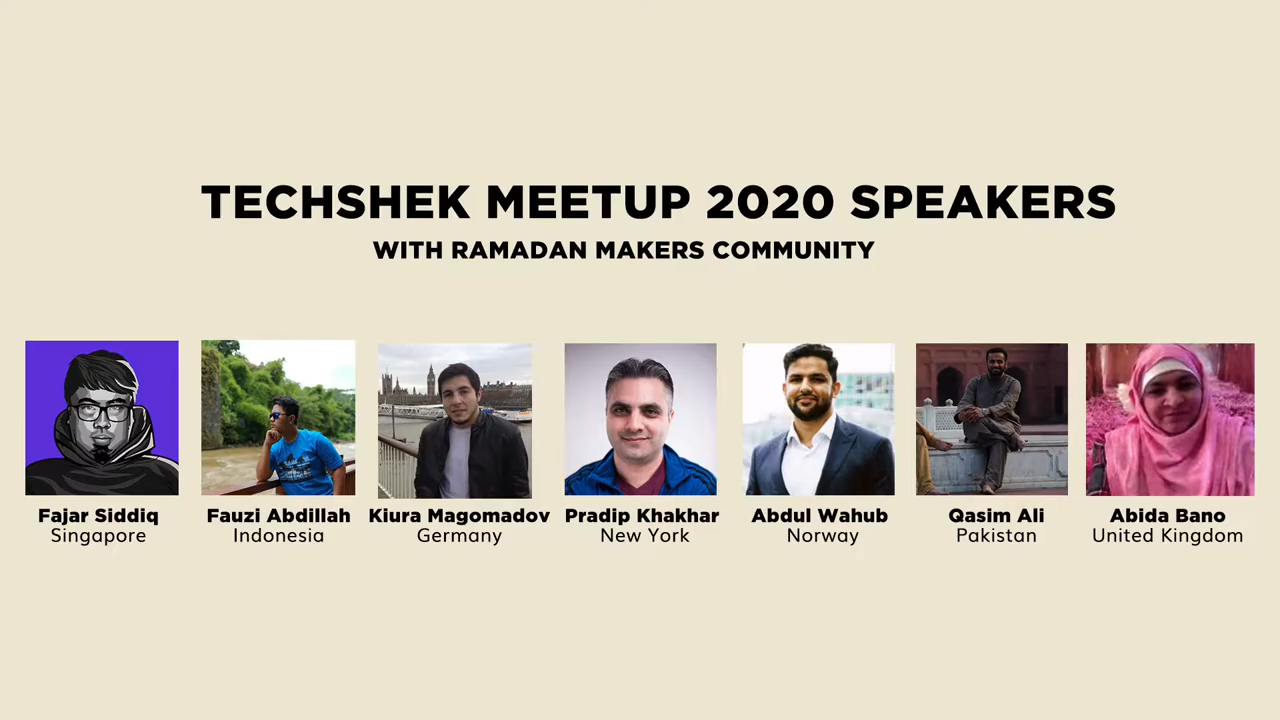 TECHSHEK MEETUP 2020 SPEAKERS
WITH RAMADAN MAKERS COMMUNITY
Fajar Siddiq
Singapore
Fauzi Abdillah
Indonesia
Kiura Magomadov
Germany
Pradip Khakhar
New York
Abdul Wahub
Norway
Qasim Ali
Pakistan
Abida Bano
United Kingdom